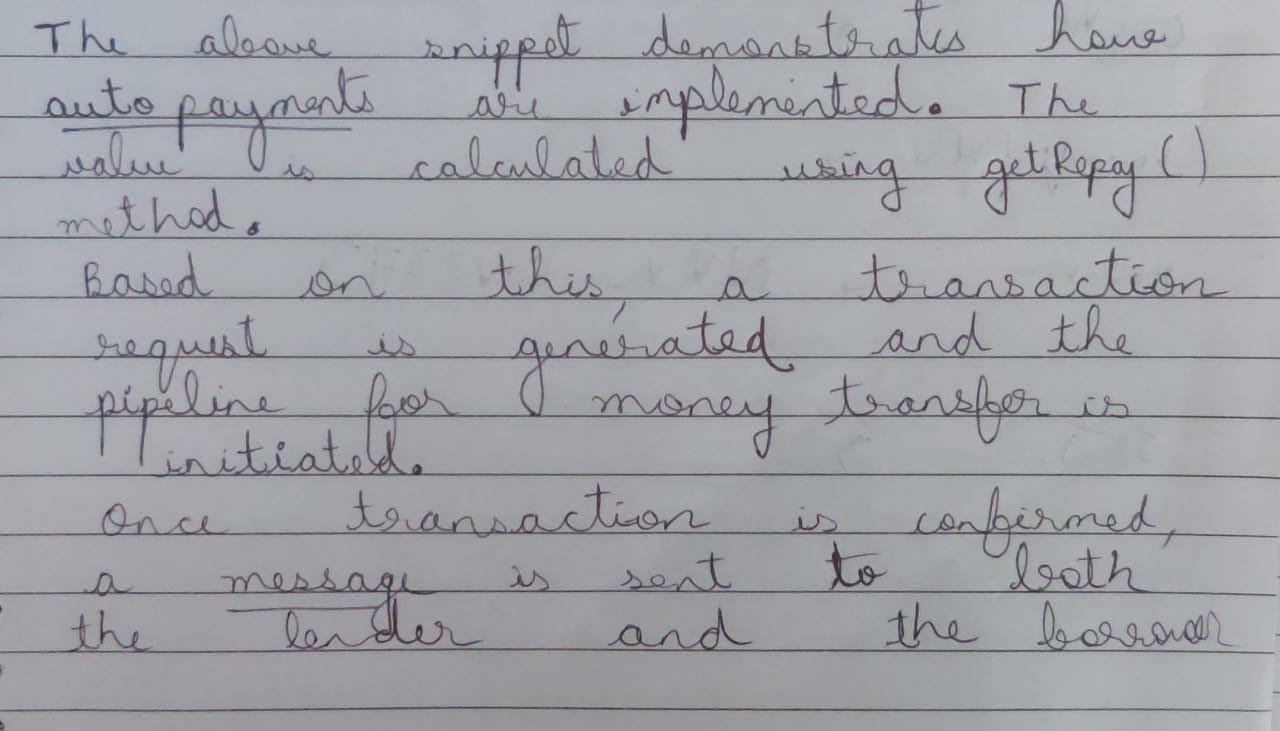 The above snippet demonstrates how
auto payments are implemented. The
value is calculated using getRepay()
method.
Based on this, a transaction
request is generated and the
pipeline for money transfer is
initiated.
Once transaction is confirmed,
a message is sent to both
the lender and the borrower